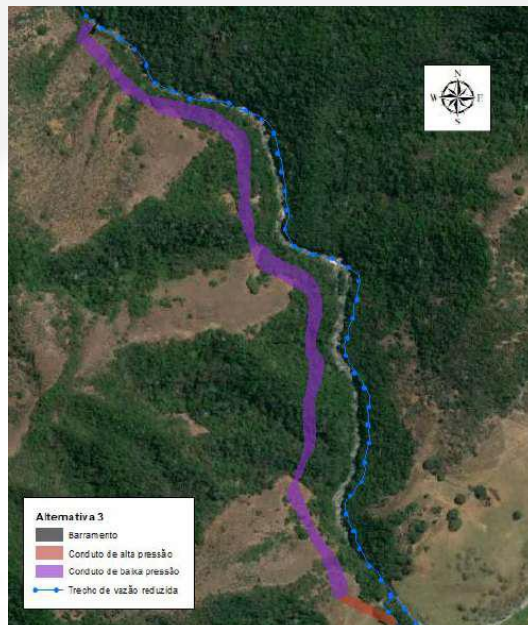 N
W E
S
Alternativa 3
Barramento
Conduto de alta pressão
Conduto de baixa pressão
Trecho de vazão reduzida